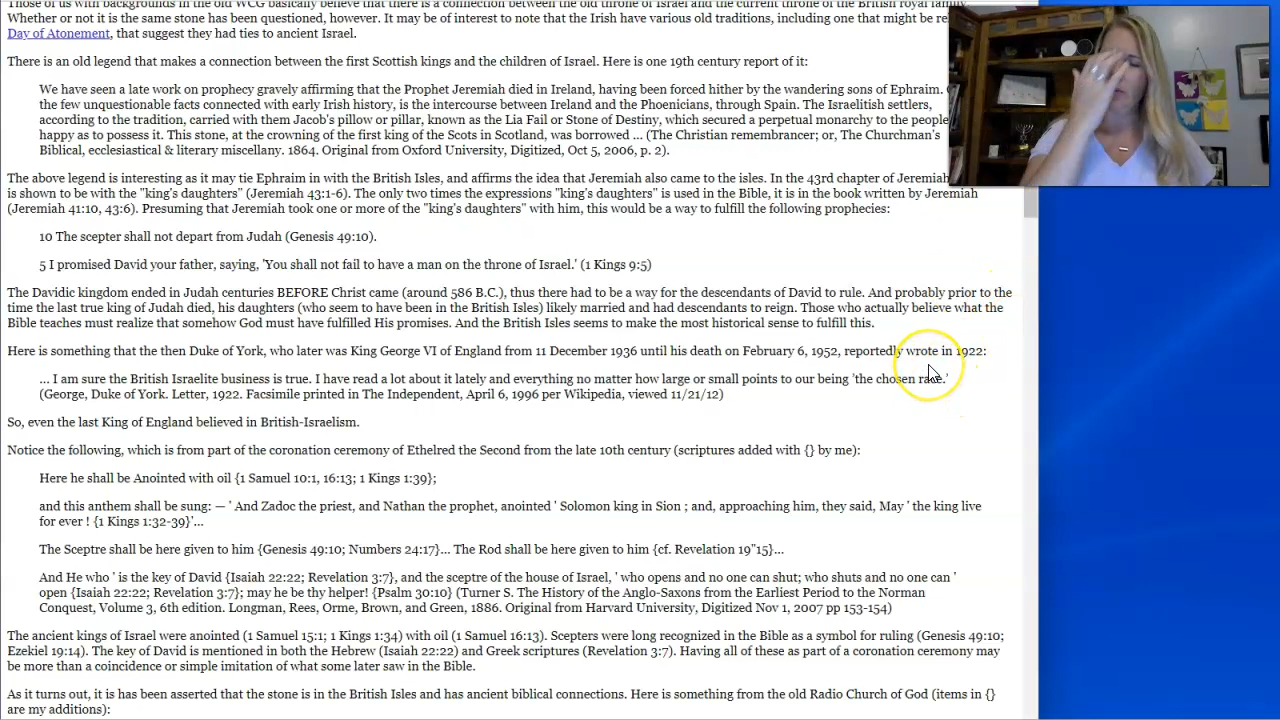 Those of us with backgrounds in the old WCG basically believe that there is a connection between the old throne of Israel and the current throne of the British royal family.
Whether or not it is the same stone has been questioned, however. It may be of interest to note that the Irish have various old traditions, including one that might be re
Day of Atonement, that suggest they had ties to ancient Israel.
There is an old legend that makes a connection between the first Scottish kings and the children of Israel. Here is one 19th century report of it:
We have seen a late work on prophecy gravely affirming that the Prophet Jeremiah died in Ireland, having been forced hither by the wandering sons of Ephraim.
the few unquestionable facts connected with early Irish history, is the intercourse between Ireland and the Phoenicians, through Spain. The Israelitish settlers,
according to the tradition, carried with them Jacob's pillow or pillar, known as the Lia Fail or Stone of Destiny, which secured a perpetual monarchy to the people
happy as to possess it. This stone, at the crowning of the first king of the Scots in Scotland, was borrowed ... (The Christian remembrancer; or, The Churchman's
Biblical, ecclesiastical & literary miscellany. 1864. Original from Oxford University, Digitized, Oct 5, 2006, p. 2).
The above legend is interesting as it may tie Ephraim in with the British Isles, and affirms the idea that Jeremiah also came to the isles. In the 43rd chapter of Jeremiah
is shown to be with the "king's daughters" (Jeremiah 43:1-6). The only two times the expressions "king's daughters" is used in the Bible, it is in the book written by Jeremiah
(Jeremiah 41:10, 43:6). Presuming that Jeremiah took one or more of the "king's daughters" with him, this would be a way to fulfill the following prophecies:
10 The scepter shall not depart from Judah (Genesis 49:10).
5 I promised David your father, saying, 'You shall not fail to have a man on the throne of Israel.' (1 Kings 9:5)
The Davidic kingdom ended in Judah centuries BEFORE Christ came (around 586 B.C.), thus there had to be a way for the descendants of David to rule. And probably prior to the
time the last true king of Judah died, his daughters (who seem to have been in the British Isles) likely married and had descendants to reign. Those who actually believe what the
Bible teaches must realize that somehow God must have fulfilled His promises. And the British Isles seems to make the most historical sense to fulfill this.
Here is something that the then Duke of York, who later was King George VI of England from 11 December 1936 until his death on February 6, 1952, reportedly wrote in 1922:
... I am sure the British Israelite business is true. I have read a lot about it lately and everything no matter how large or small points to our being 'the chosen race.'
(George, Duke of York. Letter, 1922. Facsimile printed in The Independent, April 6, 1996 per Wikipedia, viewed 11/21/12)
So, even the last King of England believed in British-Israelism.
Notice the following, which is from part of the coronation ceremony of Ethelred the Second from the late 10th century (scriptures added with {} by me):
Here he shall be Anointed with oil {1 Samuel 10:1, 16:13; 1 Kings 1:39};
and this anthem shall be sung: — ' And Zadoc the priest, and Nathan the prophet, anointed ' Solomon king in Sion ; and, approaching him, they said, May ' the king live
for ever ! {1 Kings 1:32-39}'...
The Sceptre shall be here given to him {Genesis 49:10; Numbers 24:17}... The Rod shall be here given to him {cf. Revelation 19"15}...
And He who ' is the key of David {Isaiah 22:22; Revelation 3:7}, and the sceptre of the house of Israel, ' who opens and no one can shut; who shuts and no one can '
open {Isaiah 22:22; Revelation 3:7}; may he be thy helper! {Psalm 30:10} (Turner S. The History of the Anglo-Saxons from the Earliest Period to the Norman
Conquest, Volume 3, 6th edition. Longman, Rees, Orme, Brown, and Green, 1886. Original from Harvard University, Digitized Nov 1, 2007 pp 153-154)
The ancient kings of Israel were anointed (1 Samuel 15:1; 1 Kings 1:34) with oil (1 Samuel 16:13). Scepters were long recognized in the Bible as a symbol for ruling (Genesis 49:10;
Ezekiel 19:14). The key of David is mentioned in both the Hebrew (Isaiah 22:22) and Greek scriptures (Revelation 3:7). Having all of these as part of a coronation ceremony may
be more than a coincidence or simple imitation of what some later saw in the Bible.
As it turns out, it is has been asserted that the stone is in the British Isles and has ancient biblical connections. Here is something from the old Radio Church of God (items in {}
are my additions):